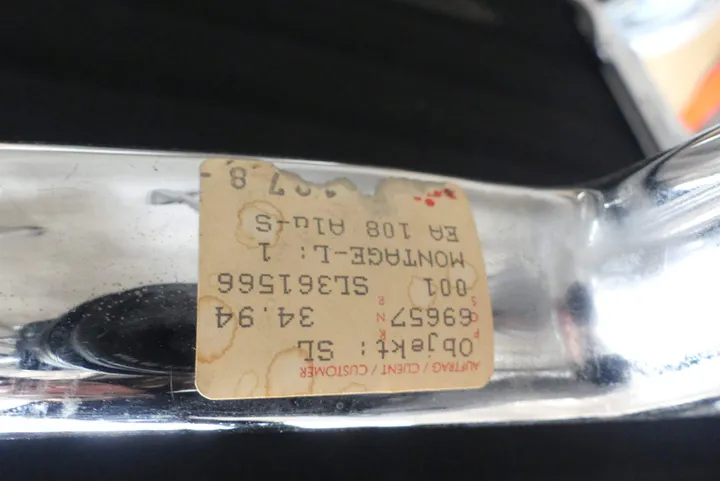 AUFTRAG / CLIENT / CUSTOMER
Objekt: SL
69657 34.94
001 SL361566
MONTAGE-L: 1
EA 108 Alu-S